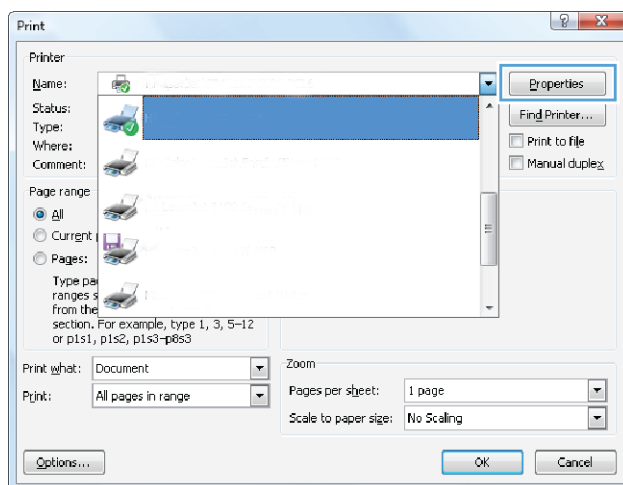 Print
Printer
Name:
Properties
Status:
Find Printer...
Type:
Where:
Print to file
Comment:
Manual duplex
Page range
All
Current
Pages:
Type pa
ranges s
from the
section. For example, type 1, 3, 5–12
or p1s1, p1s2, p1s3–p8s3
Print what: Document
Print: All pages in range
Zoom
Pages per sheet: 1 page
Scale to paper size: No Scaling
Options...
OK
Cancel